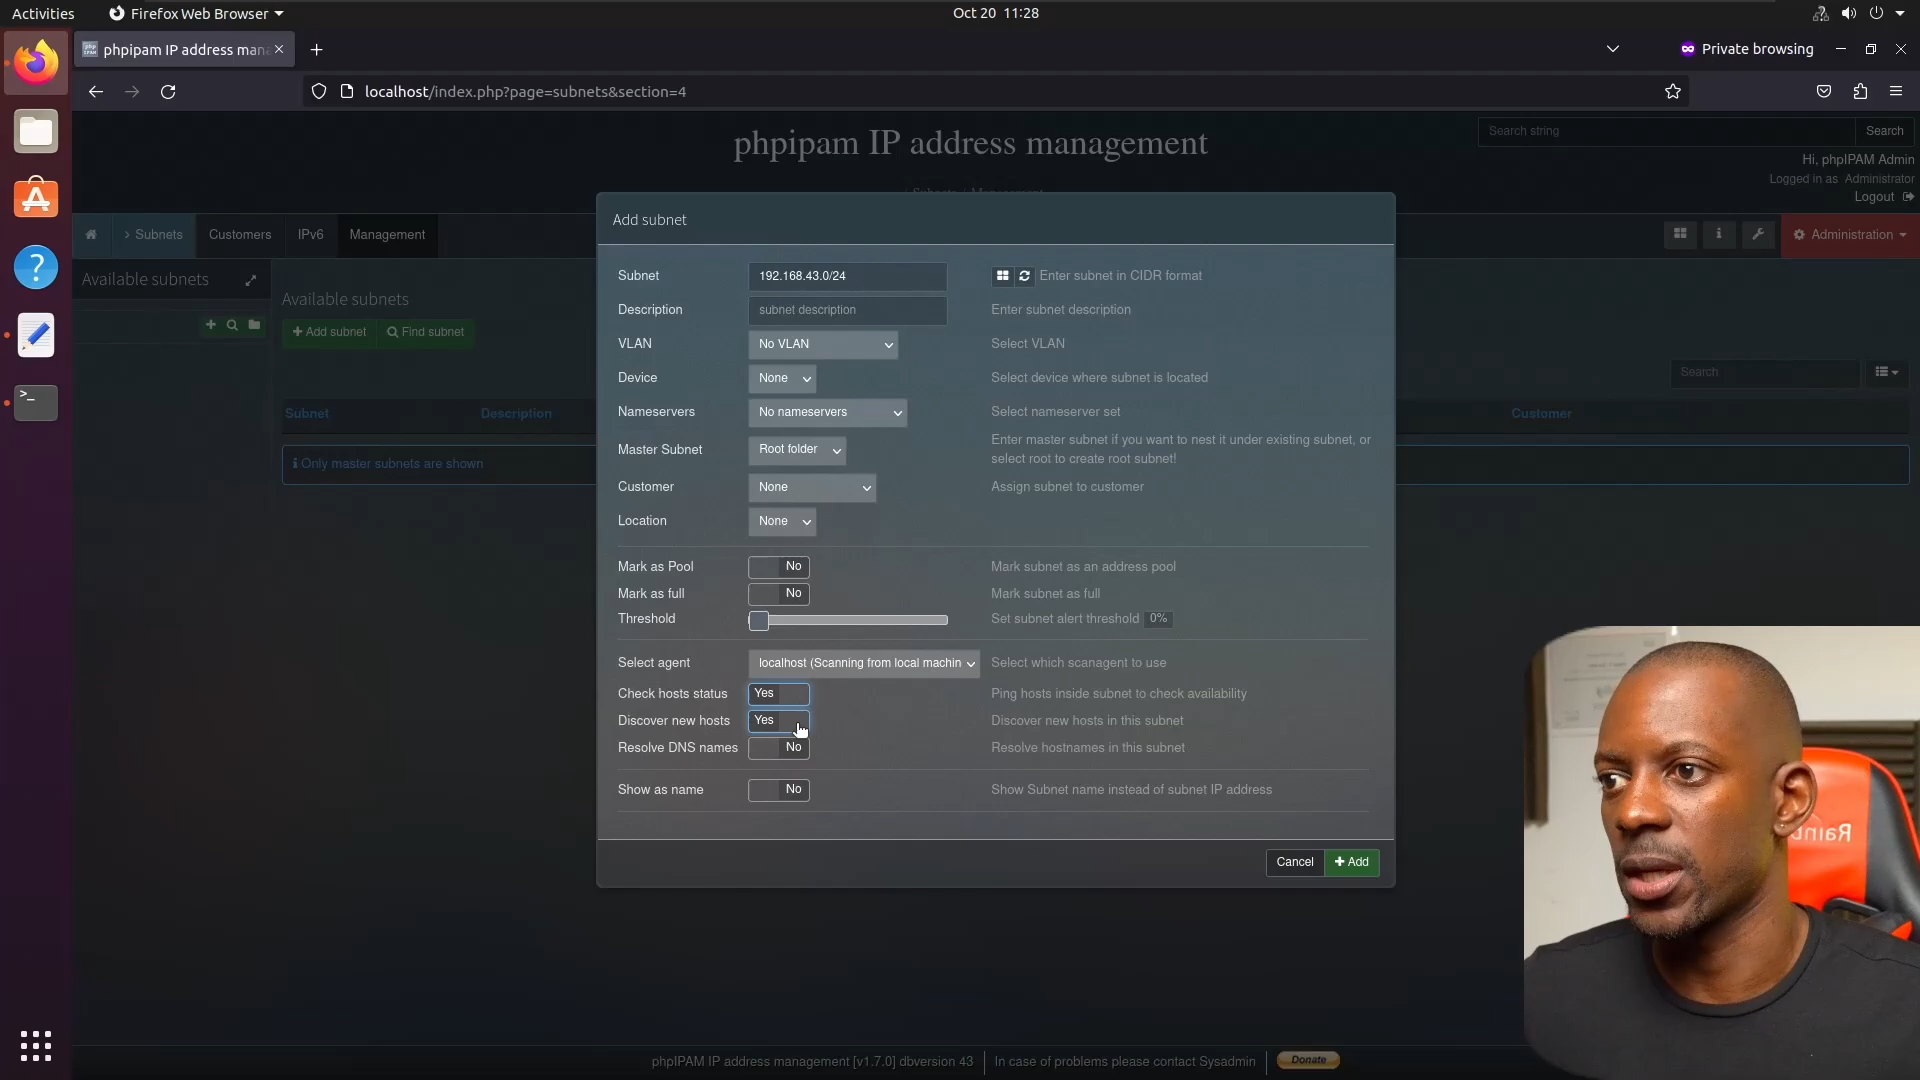 Activities
Firefox Web Browser
Oct 20 11:28
phpipam IP address mana
Private browsing
localhost/index.php?page=subnets&section=4
phpipam IP address management
Search string
Search
Hi, phpIPAM Admin
Logged in as Administrator
Logout
> Subnets
Customers
IPv6
Management
Administration
Available subnets
Available subnets
+ Add subnet
Find subnet
Search
Subnet
Description
Customer
Only master subnets are shown
Add subnet
Subnet
192.168.43.0/24
Enter subnet in CIDR format
Description
subnet description
Enter subnet description
VLAN
No VLAN
Select VLAN
Device
None
Select device where subnet is located
Nameservers
No nameservers
Select nameserver set
Master Subnet
Root folder
Enter master subnet if you want to nest it under existing subnet, or
select root to create root subnet!
Customer
None
Assign subnet to customer
Location
None
Mark as Pool
No
Mark subnet as an address pool
Mark as full
No
Mark subnet as full
Threshold
Set subnet alert threshold 0%
Select agent
localhost (Scanning from local machin
Select which scanagent to use
Check hosts status
Yes
Ping hosts inside subnet to check availability
Discover new hosts
Yes
Discover new hosts in this subnet
Resolve DNS names
No
Resolve hostnames in this subnet
Show as name
No
Show Subnet name instead of subnet IP address
Cancel
+ Add
phpIPAM IP address management [v1.7.0] dbversion 43
In case of problems please contact Sysadmin
Donate